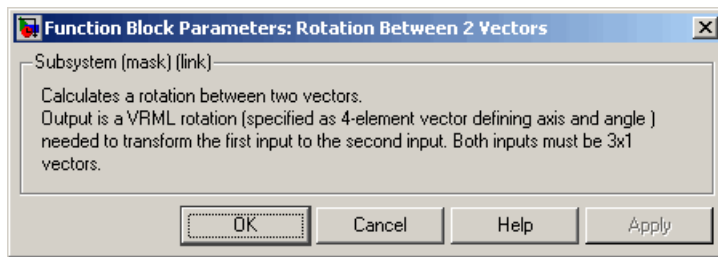 Function Block Parameters: Rotation Between 2 Vectors
Subsystem (mask) (link)
Calculates a rotation between two vectors.
Output is a VRML rotation (specified as 4-element vector defining axis and angle )
needed to transform the first input to the second input. Both inputs must be 3x1
vectors.
OK Cancel Help Apply